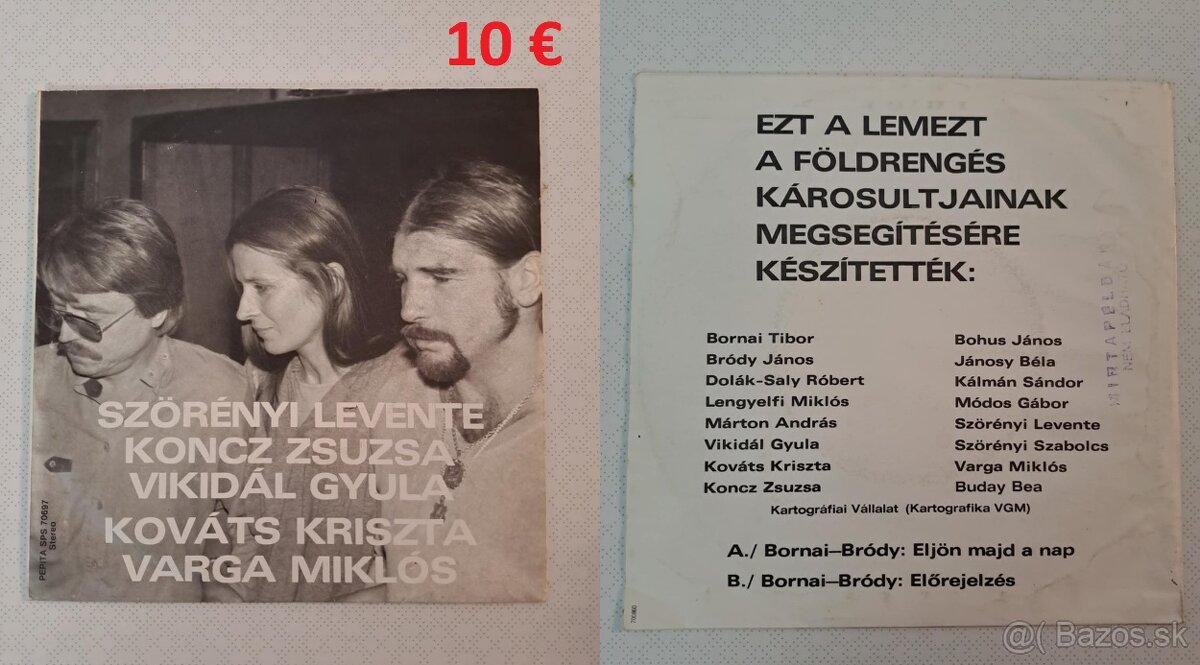 10 €
SZÖRÉNYI LEVENTE
KONCZ ZSUZSA
VIKIDÁL GYULA
KOVÁTS KRISZTA
VARGA MIKLÓS
PEPITA SPS 70697
Stereo
EZT A LEMEZT
A FÖLDRENGÉS
KÁROSULTJAINAK
MEGSEGÍTÉSÉRE
KÉSZÍTETTÉK:
Bornai Tibor
Bródy János
Dolák-Saly Róbert
Lengyelfi Miklós
Márton András
Vikidál Gyula
Kováts Kriszta
Koncz Zsuzsa
Bohus János
Jánosy Béla
Kálmán Sándor
Módos Gábor
Szörényi Levente
Szörényi Szabolcs
Varga Miklós
Buday Bea
Kartográfiai Vállalat (Kartografika VGM)
A./ Bornai—Bródy: Eljön majd a nap
B./ Bornai—Bródy: Előrejelzés
@( Bazos.sk